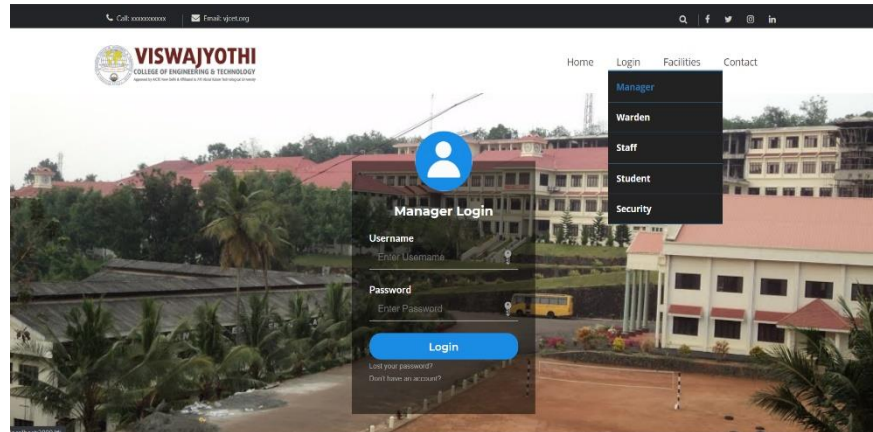 Call: xxxxxxxxxx
Email: vjcet.org
VISWAJYOTHI
COLLEGE OF ENGINEERING & TECHNOLOGY
Home Login Facilities Contact
Manager
Warden
Staff
Student
Security
Manager Login
Username
Enter Username
Password
Enter Password
Login
Lost your password?
Don't have an account?